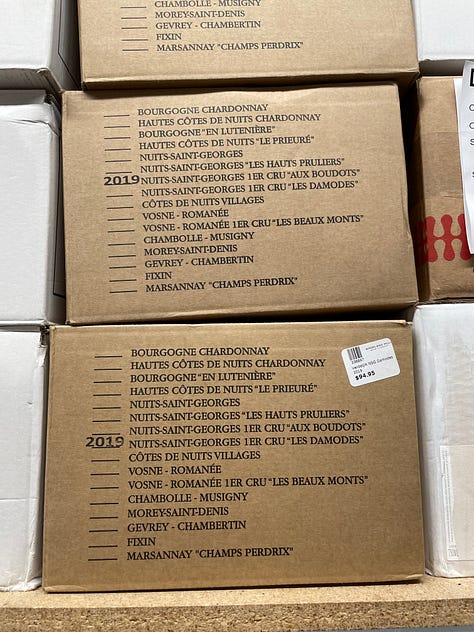 CHAMBOLLE - MUSIGNY
MOREY-SAINT-DENIS
GEVREY - CHAMBERTIN
FIXIN
MARSANNAY "CHAMPS PERDRIX"
BOURGOGNE CHARDONNAY
HAUTES CÔTES DE NUITS CHARDONNAY
BOURGOGNE "EN LUTENIÈRE"
HAUTES CÔTES DE NUITS "LE PRIEURÉ"
NUITS-SAINT-GEORGES
NUITS-SAINT-GEORGES "LES HAUTS PRULIERS"
2019 NUITS-SAINT-GEORGES 1ER CRU "AUX BOUDOTS"
NUITS-SAINT-GEORGES 1ER CRU "LES DAMODES"
CÔTES DE NUITS VILLAGES
VOSNE - ROMANÉE
VOSNE - ROMANÉE 1ER CRU "LES BEAUX MONTS"
CHAMBOLLE - MUSIGNY
MOREY-SAINT-DENIS
GEVREY - CHAMBERTIN
FIXIN
MARSANNAY "CHAMPS PERDRIX"
BOURGOGNE CHARDONNAY
HAUTES CÔTES DE NUITS CHARDONNAY
BOURGOGNE "EN LUTENIÈRE"
HAUTES CÔTES DE NUITS "LE PRIEURÉ"
NUITS-SAINT-GEORGES
NUITS-SAINT-GEORGES "LES HAUTS PRULIERS"
NUITS-SAINT-GEORGES 1ER CRU "AUX BOUDOTS"
2019 NUITS-SAINT-GEORGES 1ER CRU "LES DAMODES"
CÔTES DE NUITS VILLAGES
VOSNE - ROMANÉE
VOSNE - ROMANÉE 1ER CRU "LES BEAUX MONTS"
CHAMBOLLE - MUSIGNY
MOREY-SAINT-DENIS
GEVREY - CHAMBERTIN
FIXIN
MARSANNAY "CHAMPS PERDRIX"
NSG Damodes
2019
$94.95